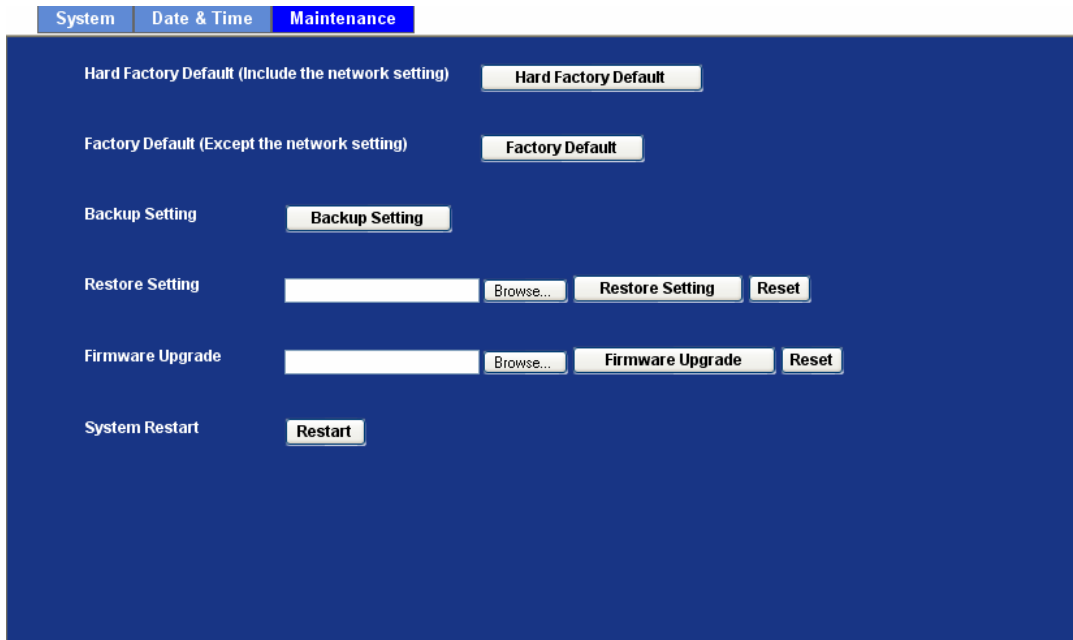 System Date & Time Maintenance
Hard Factory Default (Include the network setting) Hard Factory Default
Factory Default (Except the network setting) Factory Default
Backup Setting Backup Setting
Restore Setting Browse... Restore Setting Reset
Firmware Upgrade Browse... Firmware Upgrade Reset
System Restart Restart